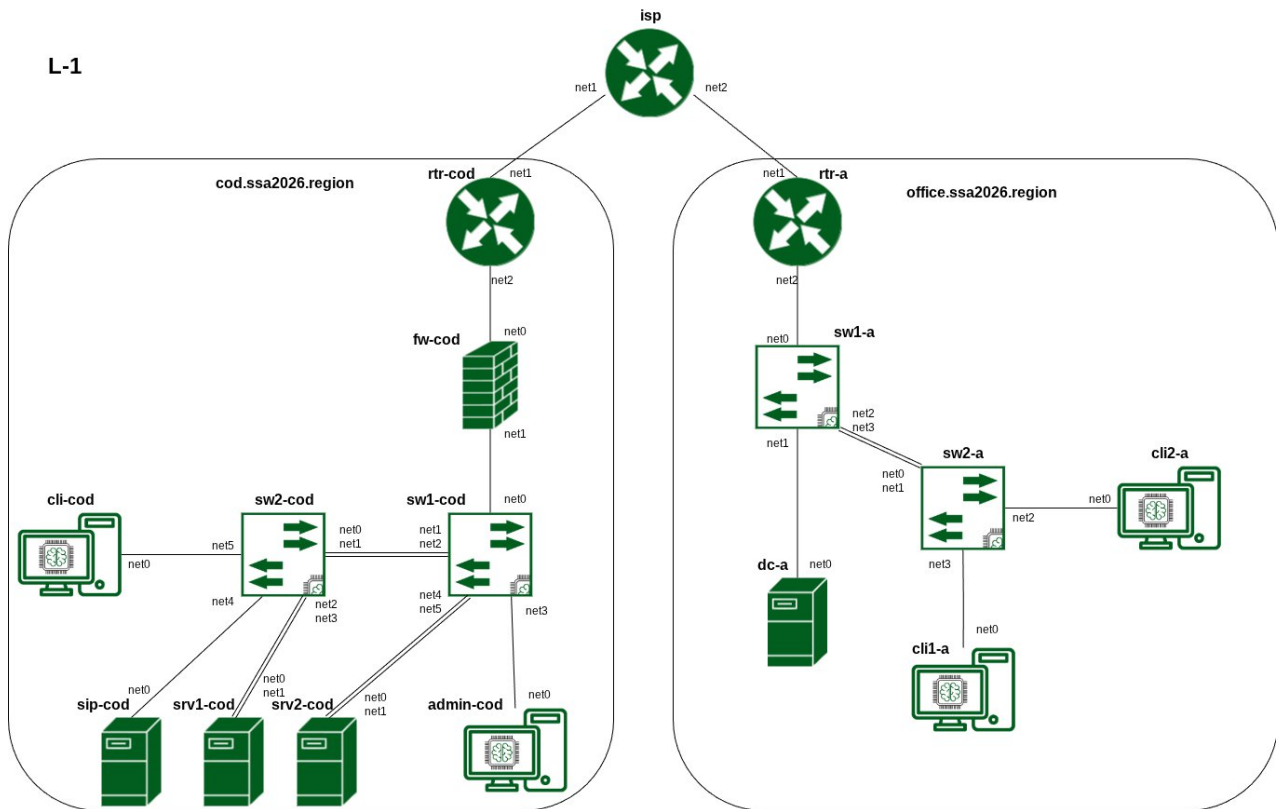 isp
L-1
net1
net2
cod.ssa2026.region
rtr-cod
net1
net1
rtr-a
office.ssa2026.region
net2
net2
net0
fw-cod
net0
sw1-a
net1
net1
net2
net3
cli-cod
sw2-cod
sw1-cod
net0
net0
net1
net1
net2
net5
net0
net4
net2
net3
net4
net5
net3
sw2-a
cli2-a
net0
net1
net0
net2
net3
dc-a
net0
cli1-a
net0
net0
net0
net1
net0
net1
net0
sip-cod
srv1-cod
srv2-cod
admin-cod